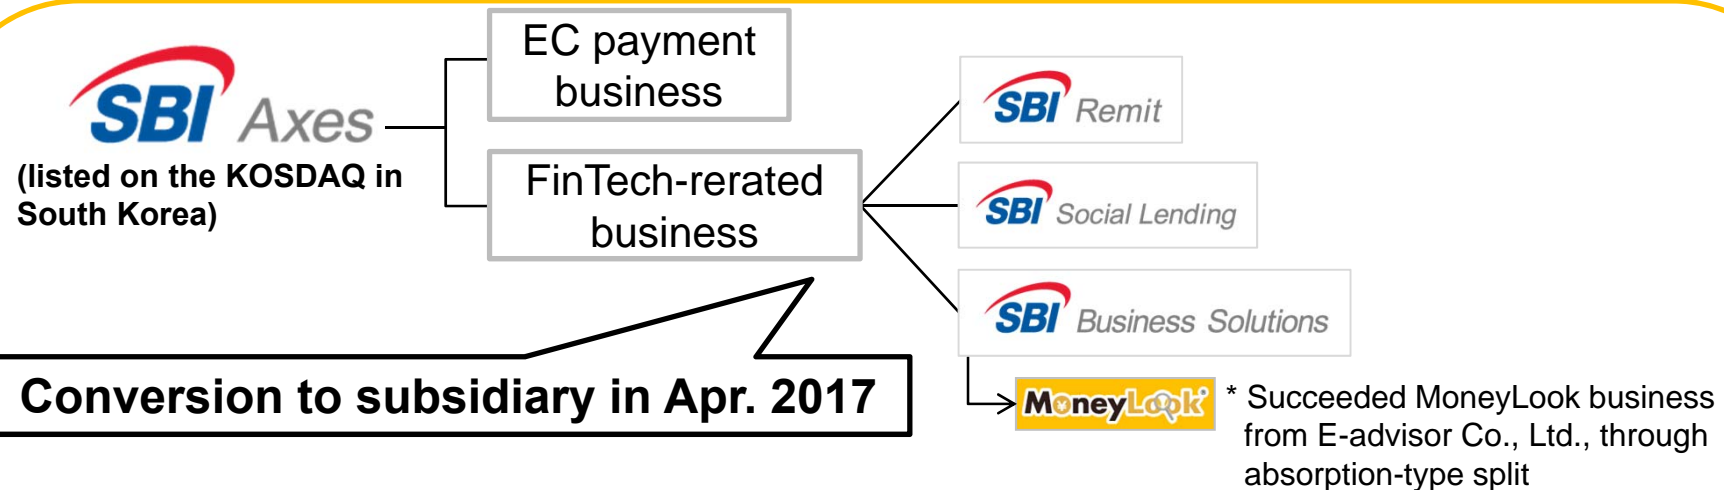 SBI Axes
(listed on the KOSDAQ in
South Korea)
EC payment
business
FinTech-rerated
business
SBI Remit
SBI Social Lending
SBI Business Solutions
Conversion to subsidiary in Apr. 2017
MoneyLook
* Succeeded MoneyLook business
from E-advisor Co., Ltd., through
absorption-type split